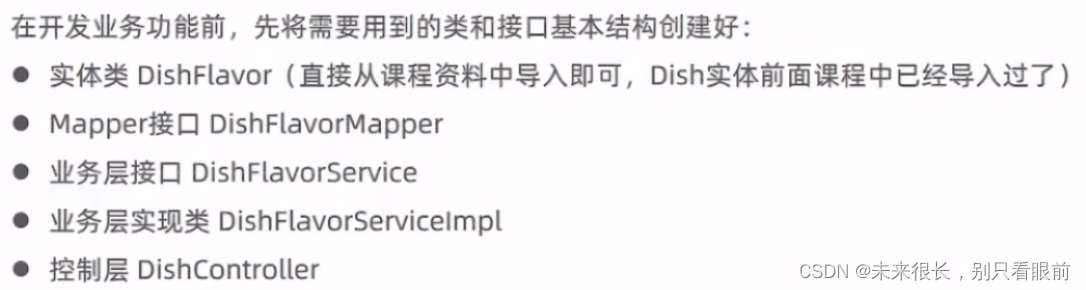 在开发业务功能前，先将需要用到的类和接口基本结构创建好：
● 实体类 DishFlavor（直接从课程资料中导入即可，Dish实体前面课程中已经导入过了）
● Mapper接口 DishFlavorMapper
● 业务层接口 DishFlavorService
● 业务层实现类 DishFlavorServiceImpl
● 控制层 DishController
CSDN @未来很长，别只看眼前